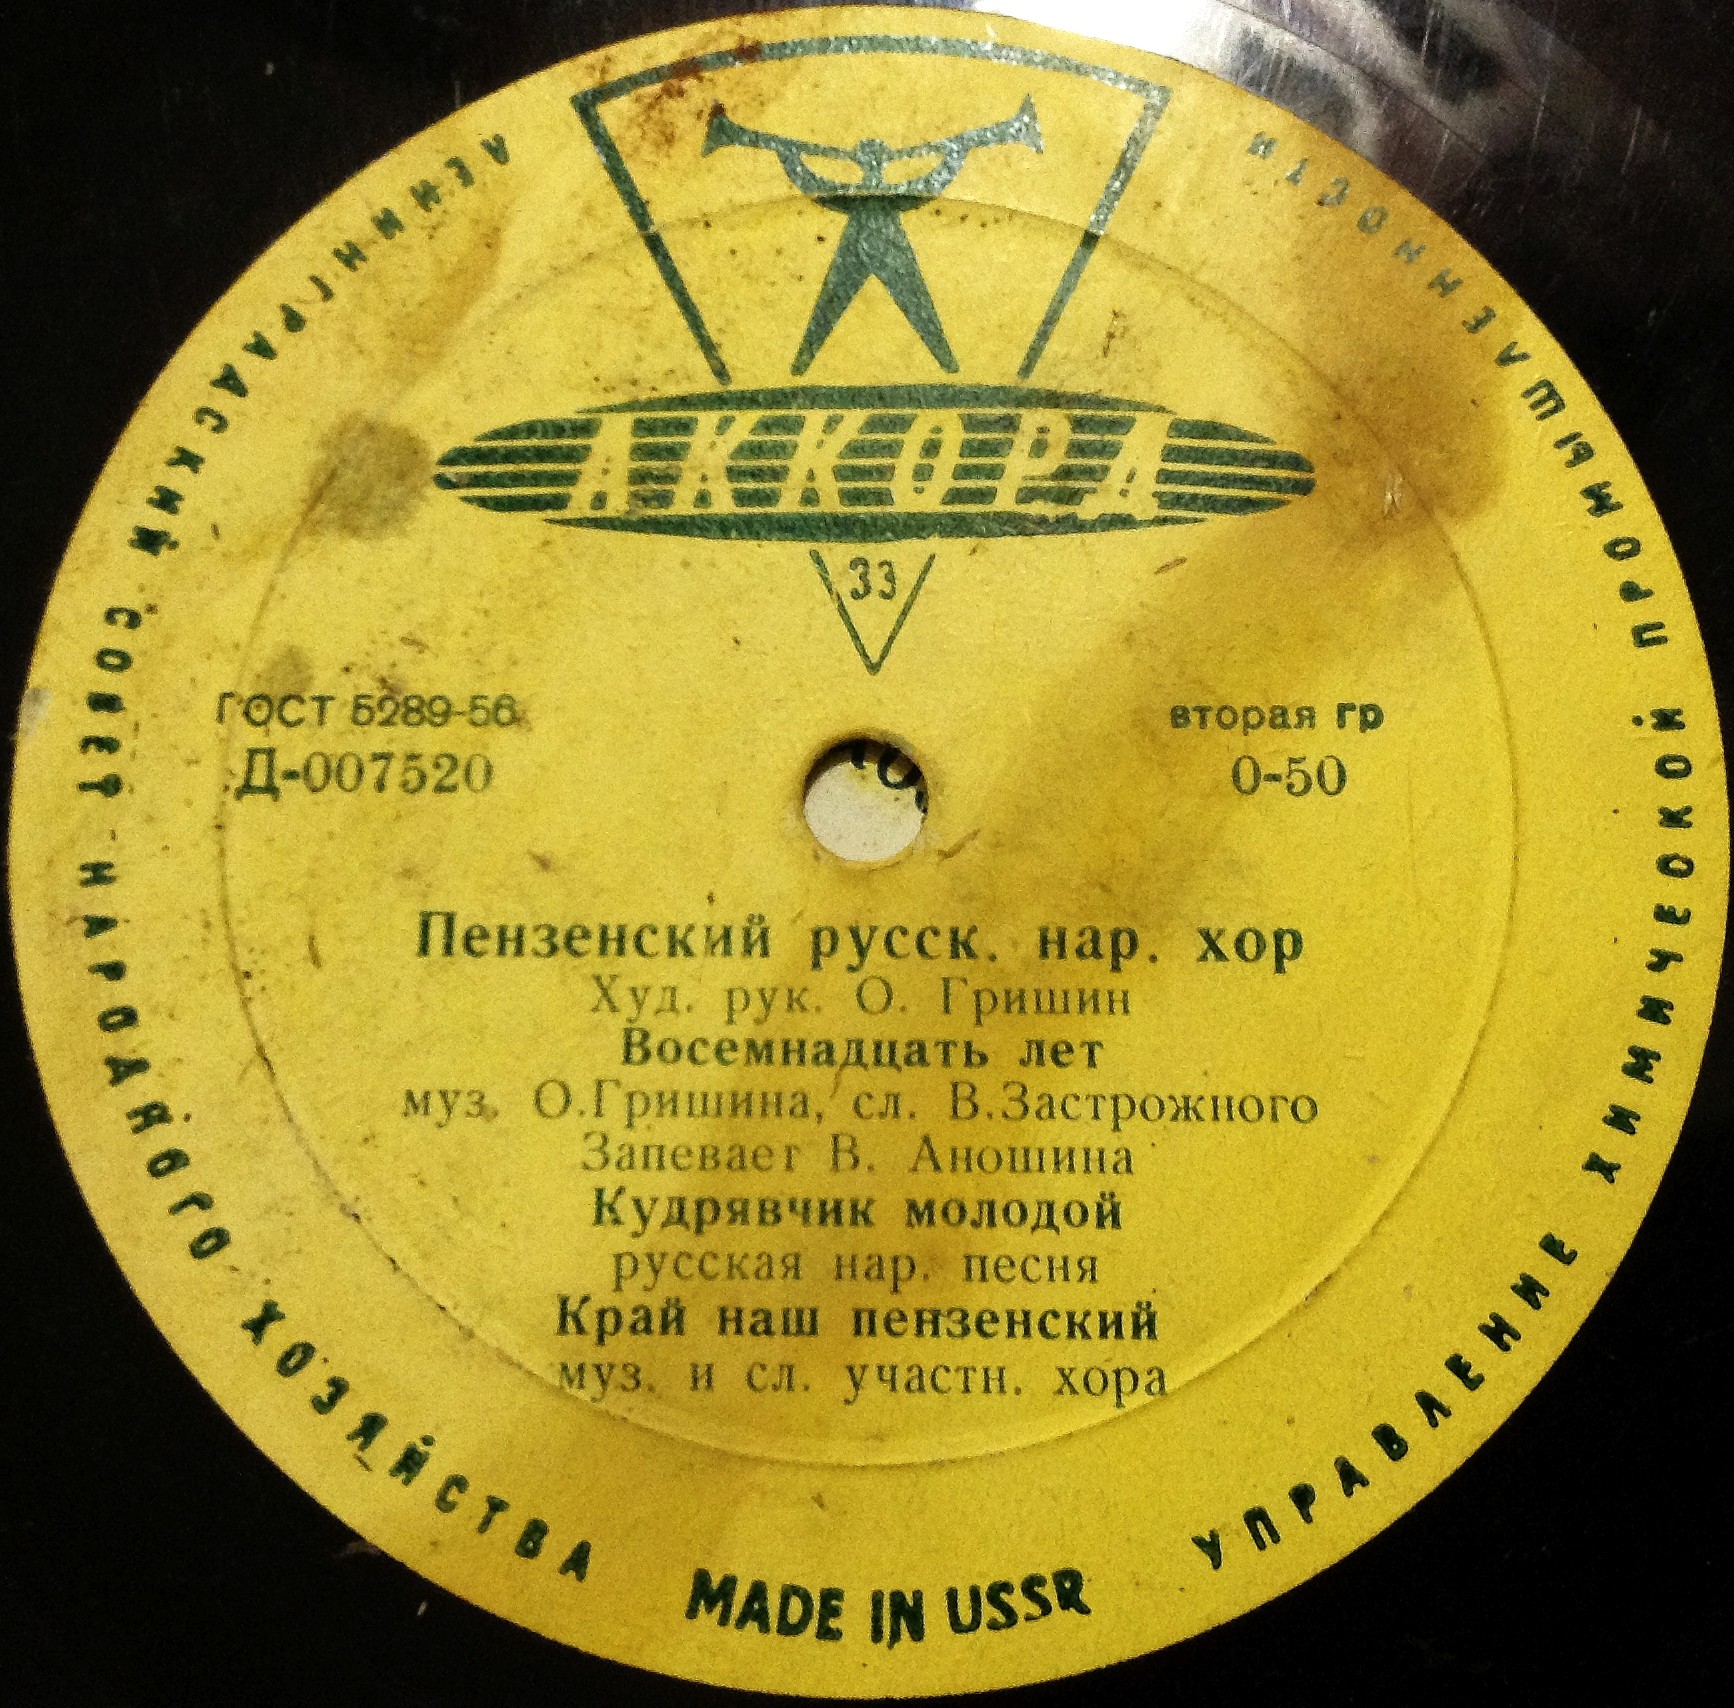 ЛЕНИНГРАДСКИЙ СОВЕТ НАРОДНОГО ХОЗЯЙСТВА
УПРАВЛЕНИЕ ХИМИЧЕСКОЙ ПРОМЫШЛЕННОСТИ
АККОРД
33
ГОСТ 5289-56
вторая гр
Д-007520
0-50
Пензенский русск. нар. хор
Худ. рук. О. Гришин
Восемнадцать лет
муз. О.Гришина, сл. В.Застрожного
Запевает В. Аношина
Кудрявчик молодой
русская нар. песня
Край наш пензенский
муз. и сл. участн. хора
MADE IN USSR